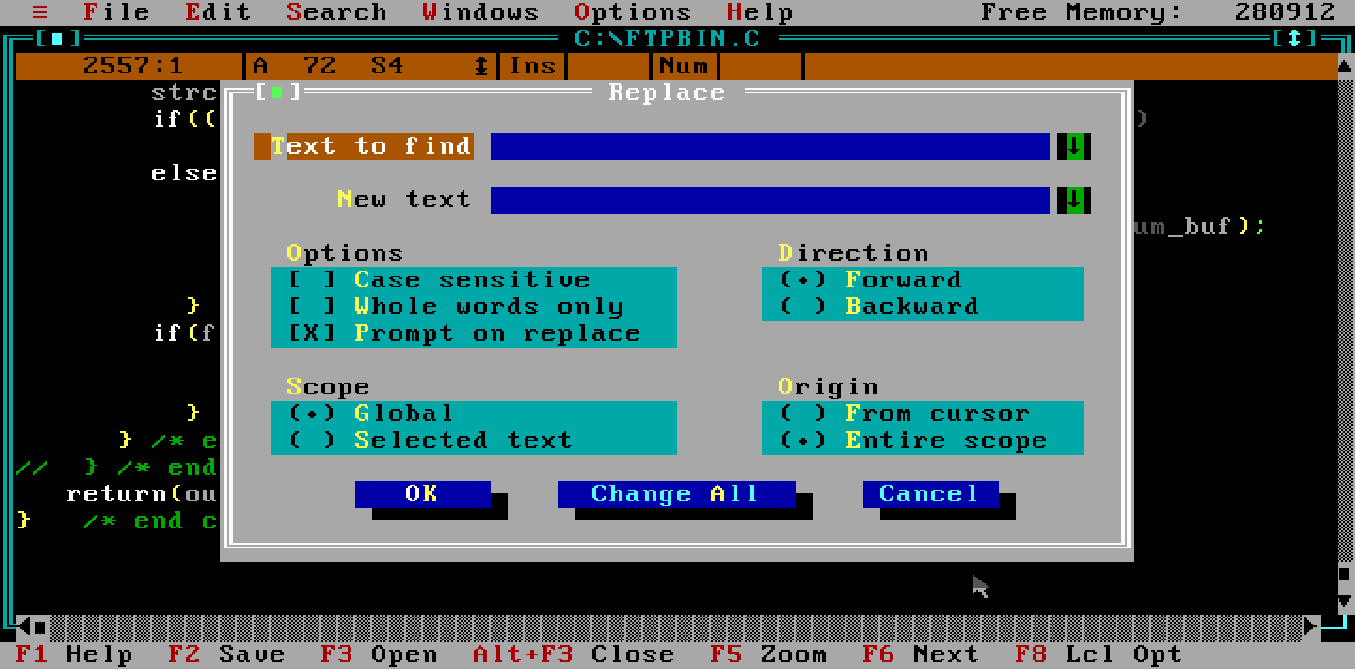 ≡ File Edit Search Windows Options Help Free Memory: 280912
[■] C:\FTPBIN.C [↕]
2557:1 A 72 S4 ↨ Ins Num
strc
if(( )
else
um_buf);
}
if(f
}
} /* e
// } /* end
return(ou
} /* end c
[■] Replace
Text to find ↓
New text ↓
Options Direction
[ ] Case sensitive (•) Forward
[ ] Whole words only ( ) Backward
[X] Prompt on replace
Scope Origin
(•) Global ( ) From cursor
( ) Selected text (•) Entire scope
OK Change All Cancel
F1 Help F2 Save F3 Open Alt+F3 Close F5 Zoom F6 Next F8 Lcl Opt